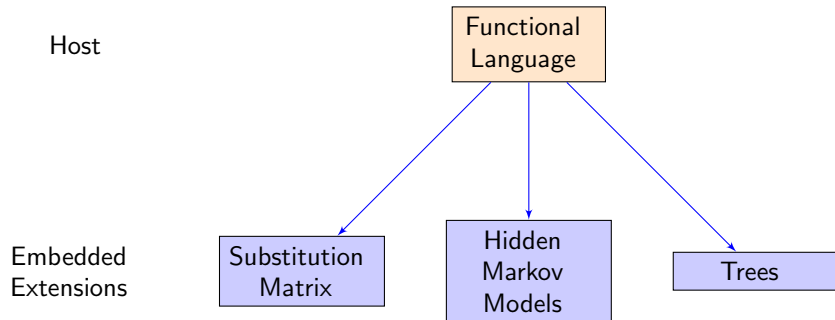 Host
Functional
Language
Embedded
Extensions
Substitution
Matrix
Hidden
Markov
Models
Trees